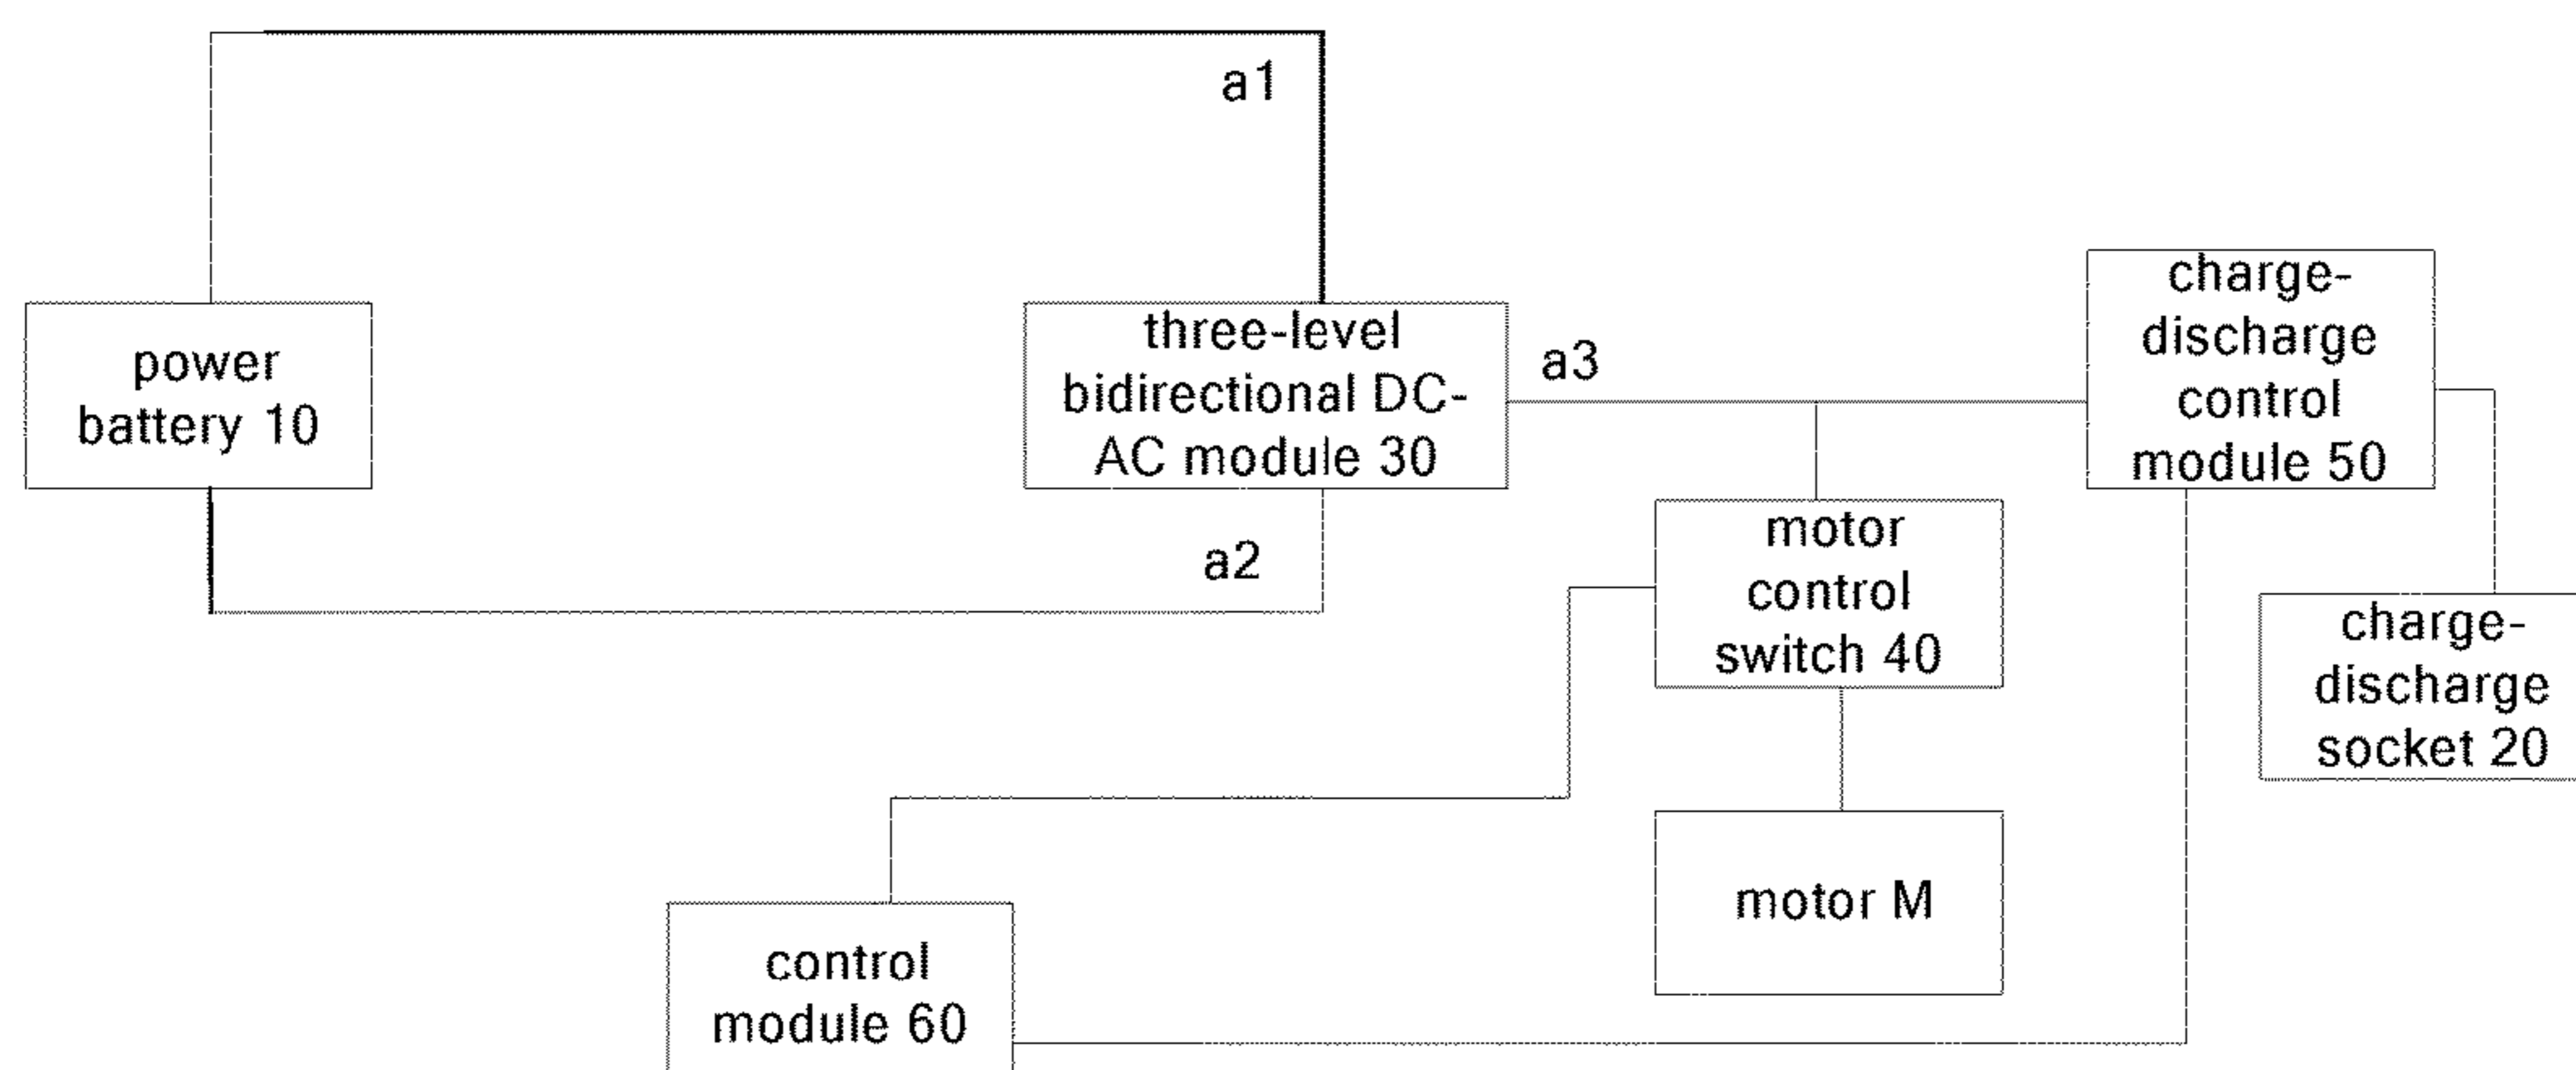 a1
power
battery 10
three-level
bidirectional DC-
AC module 30
a3
charge-
discharge
control
module 50
a2
motor
control
switch 40
charge-
discharge
socket 20
motor M
control
module 60